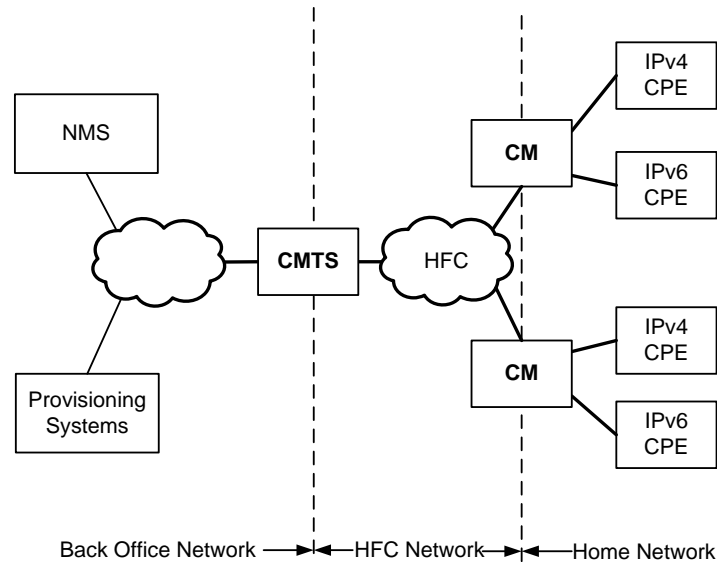 NMS
Provisioning
Systems
CMTS
HFC
CM
IPv4
CPE
IPv6
CPE
CM
IPv4
CPE
IPv6
CPE
Back Office Network
HFC Network
Home Network